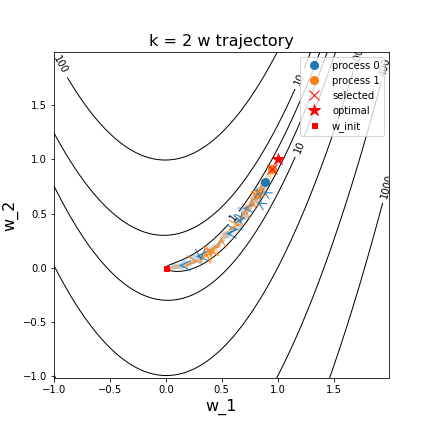 k = 2 w trajectory
100
10
process 0
process 1
selected
optimal
w_init
10
1
1000
1.5
1.0
0.5
0.0
−0.5
−1.0
w_2
−1.0
−0.5
0.0
0.5
1.0
1.5
w_1